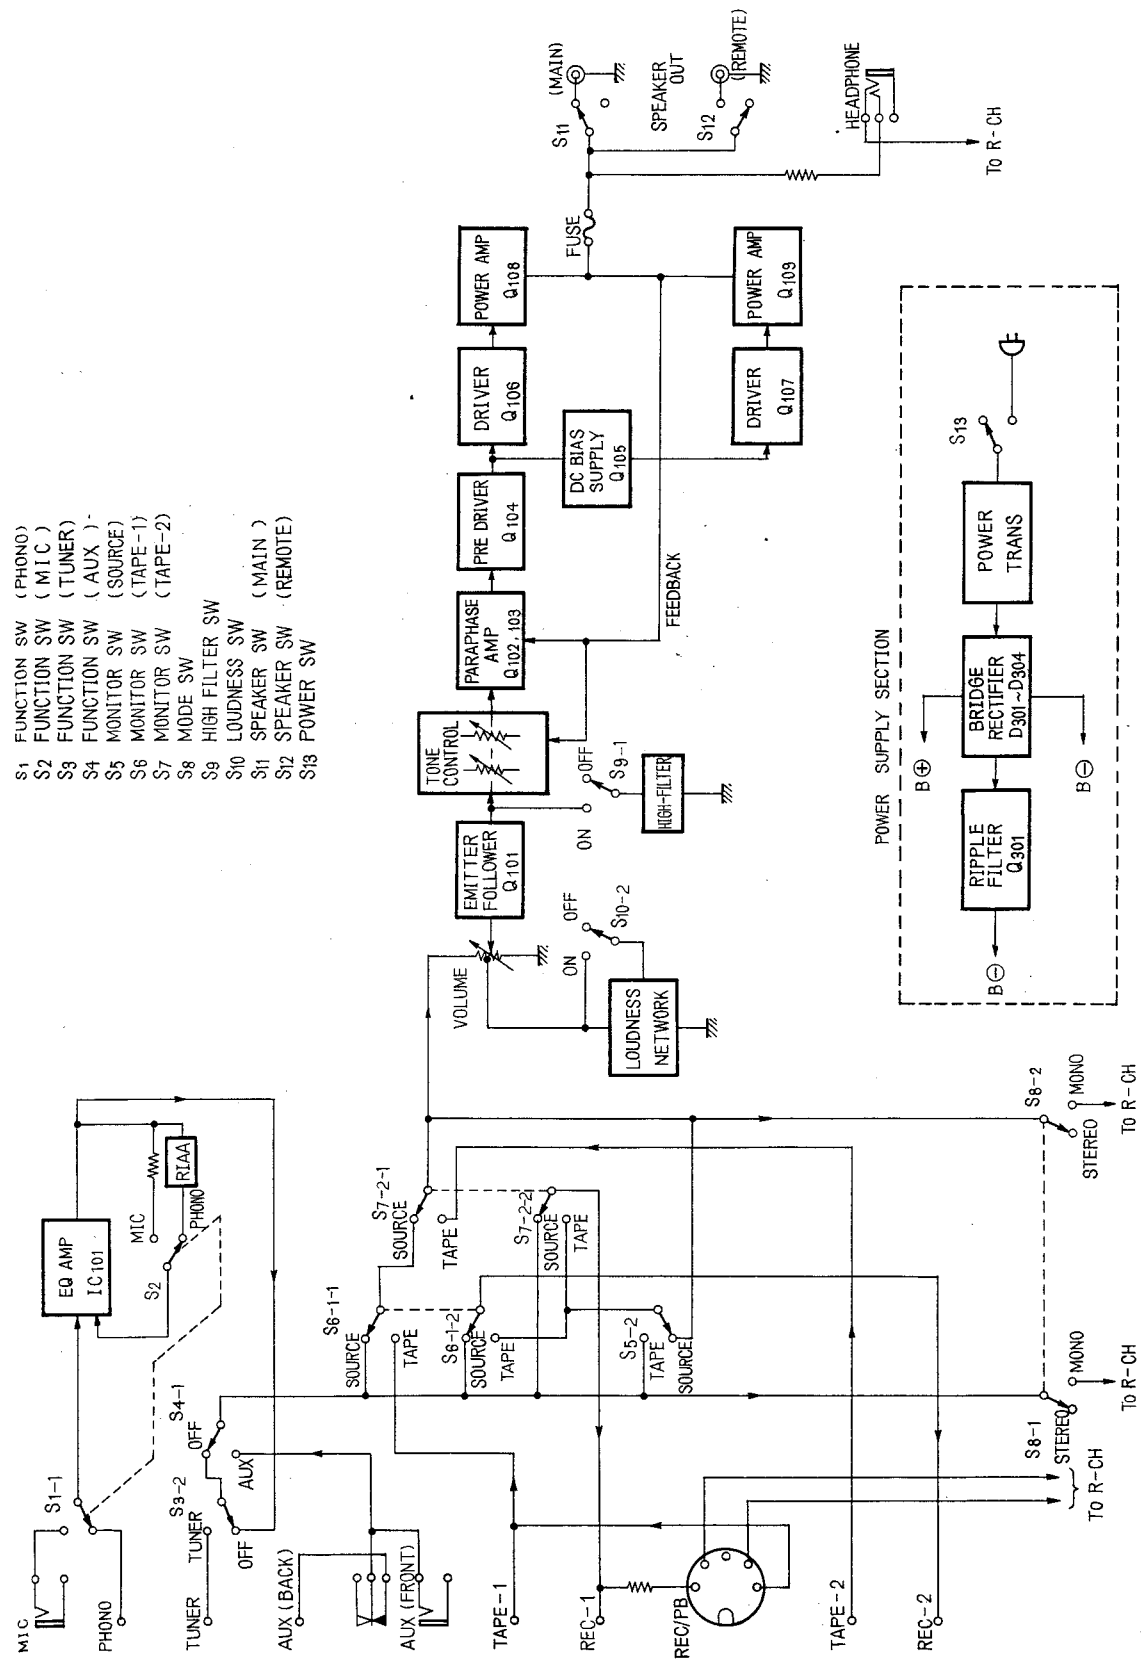 S1 FUNCTION SW (PHONO)
S2 FUNCTION SW (MIC)
S3 FUNCTION SW (TUNER)
S4 FUNCTION SW (AUX)
S5 MONITOR SW (SOURCE)
S6 MONITOR SW (TAPE-1)
S7 MONITOR SW (TAPE-2)
S8 MODE SW
S9 HIGH FILTER SW
S10 LOUDNESS SW
S11 SPEAKER SW (MAIN)
S12 SPEAKER SW (REMOTE)
S13 POWER SW
MIC
PHONO
S1-1
EQ AMP
IC101
MIC
RIAA
PHONO
S2
TUNER
TUNER
S3-2
OFF
S4-1
OFF
AUX
AUX (BACK)
AUX (FRONT)
TAPE-1
REC-1
REC/PB
TAPE-2
REC-2
S6-1-1
SOURCE
TAPE
S6-1-2
SOURCE
TAPE
S7-2-1
SOURCE
TAPE
S7-2-2
SOURCE
TAPE
S5-2
TAPE
SOURCE
S8-1
STEREO
MONO
To R-CH
To R-CH
S8-2
STEREO
MONO
To R-CH
VOLUME
LOUDNESS
NETWORK
ON
OFF
S10-2
EMITTER
FOLLOWER
Q101
TONE
CONTROL
ON
OFF
S9-1
HIGH-FILTER
PARAPHASE
AMP
Q102, 103
FEEDBACK
PRE DRIVER
Q104
DC BIAS
SUPPLY
Q105
DRIVER
Q106
DRIVER
Q107
POWER AMP
Q108
POWER AMP
Q109
FUSE
S11
(MAIN)
SPEAKER
OUT
S12
(REMOTE)
HEADPHONE
To R-CH
POWER SUPPLY SECTION
B⊖
RIPPLE
FILTER
Q301
B⊕
BRIDGE
RECTIFIER
D301~D304
B⊖
POWER
TRANS
S13